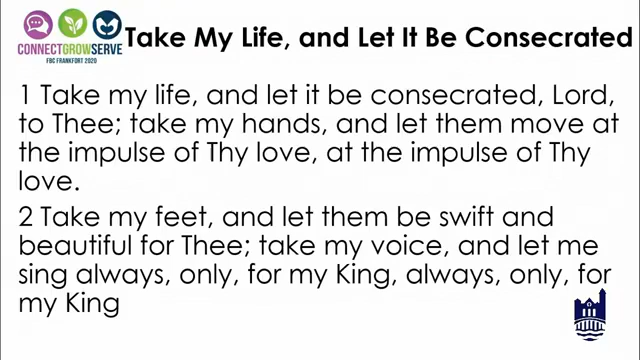 CONNECTGROWSERVE
FBC FRANKFORT 2020
Take My Life, and Let It Be Consecrated
1 Take my life, and let it be consecrated, Lord,
to Thee; take my hands, and let them move at
the impulse of Thy love, at the impulse of Thy
love.
2 Take my feet, and let them be swift and
beautiful for Thee; take my voice, and let me
sing always, only, for my King, always, only, for
my King